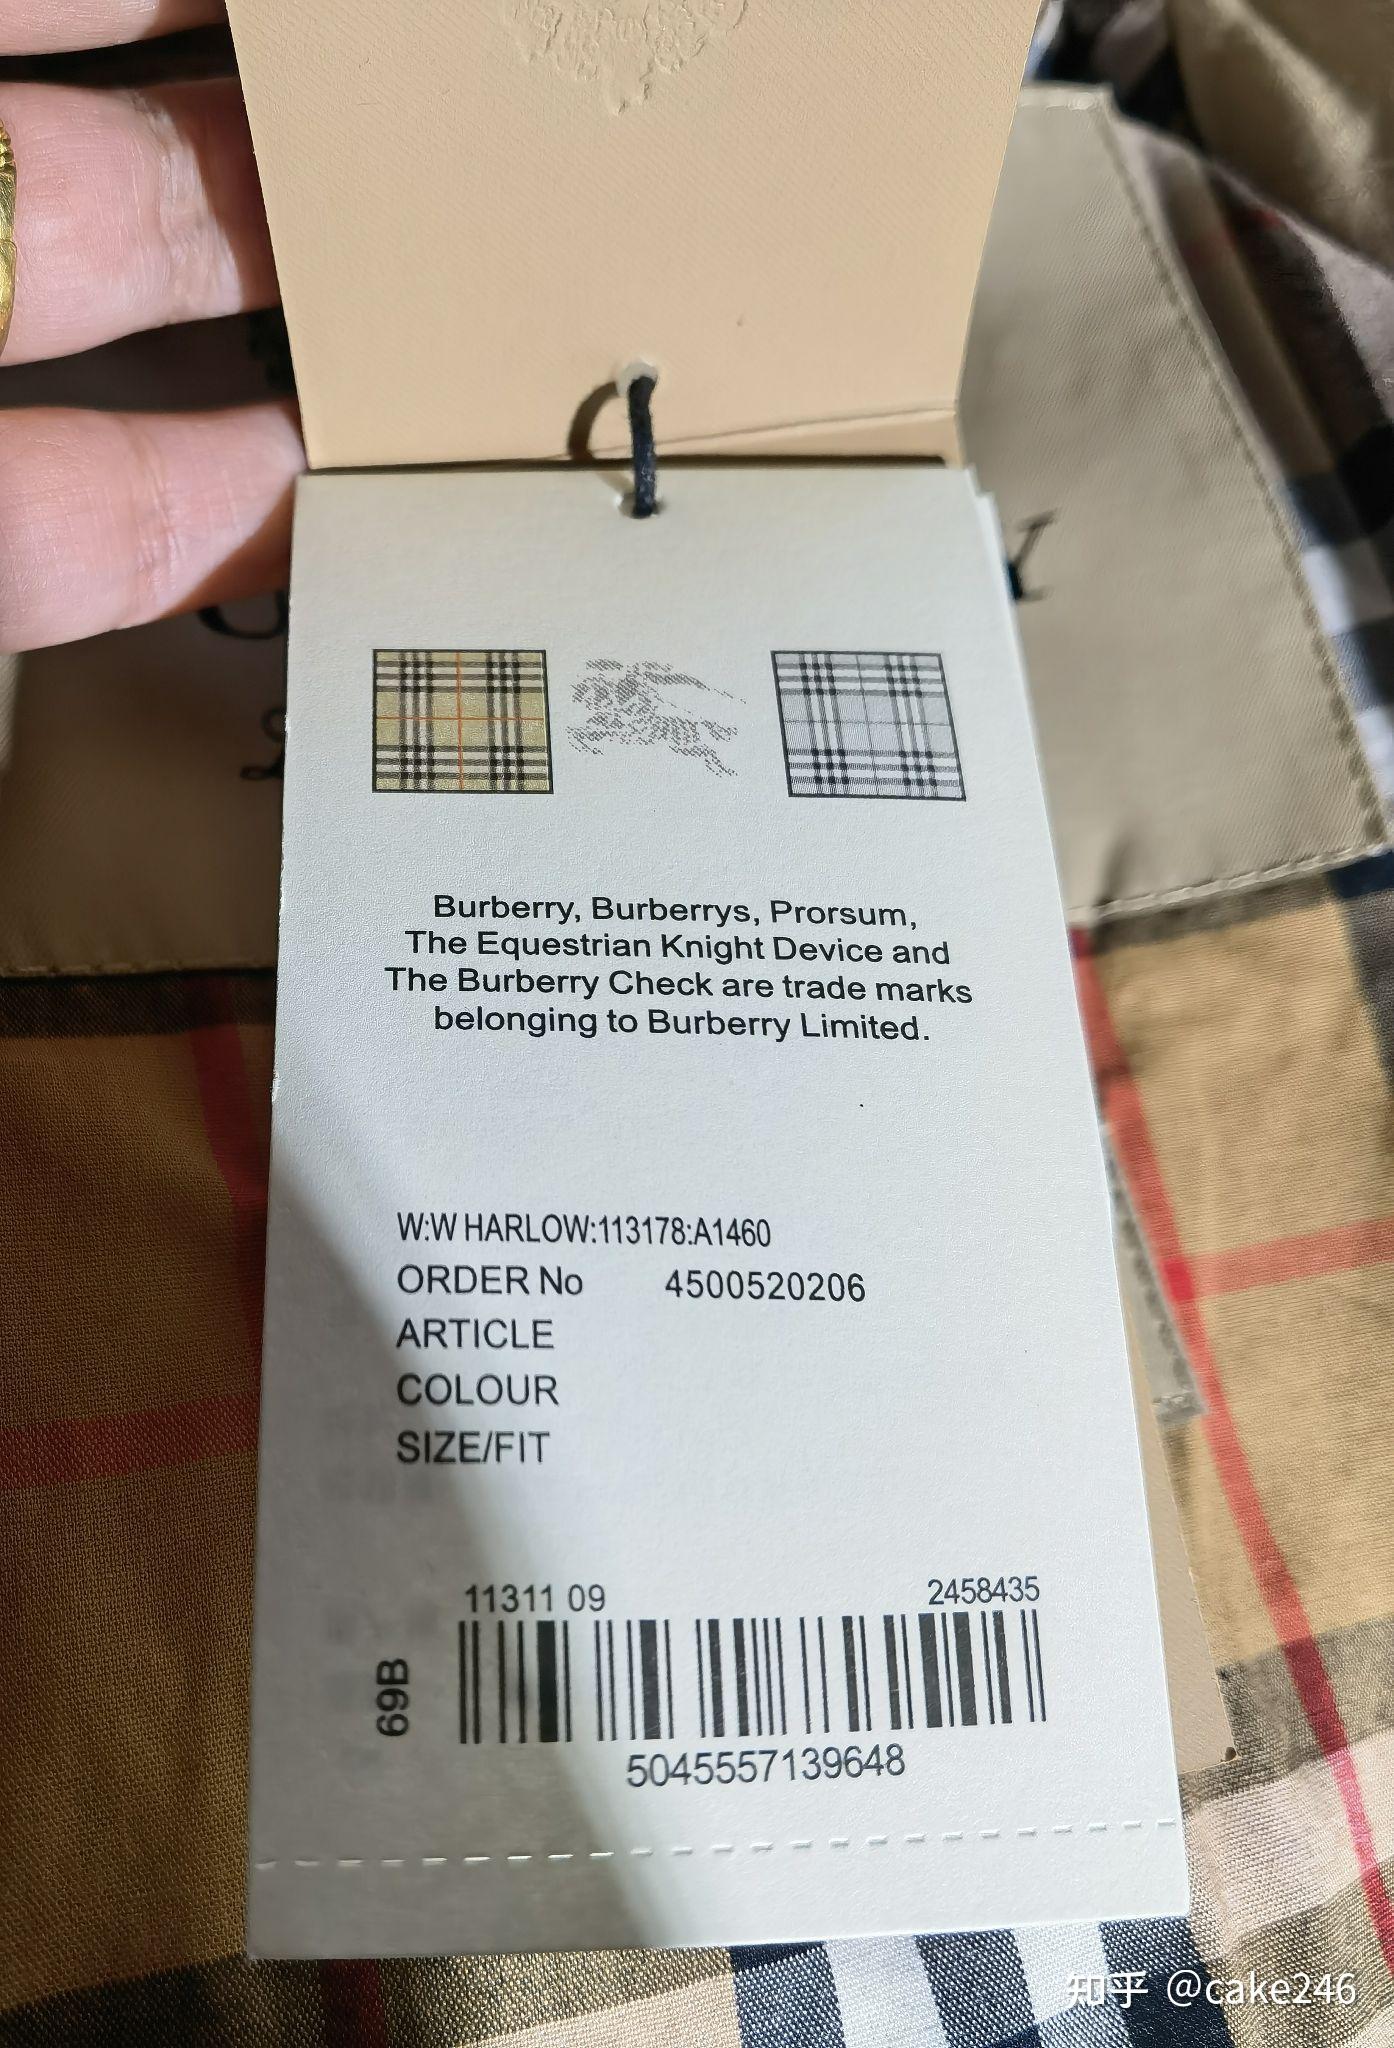 Burberry, Burberrys, Prorsum,
The Equestrian Knight Device and
The Burberry Check are trade marks
belonging to Burberry Limited.
W:W HARLOW:113178:A1460
ORDER No 4500520206
ARTICLE
COLOUR
SIZE/FIT
11311 09 2458435
69B
5045557139648
知乎 @cake246